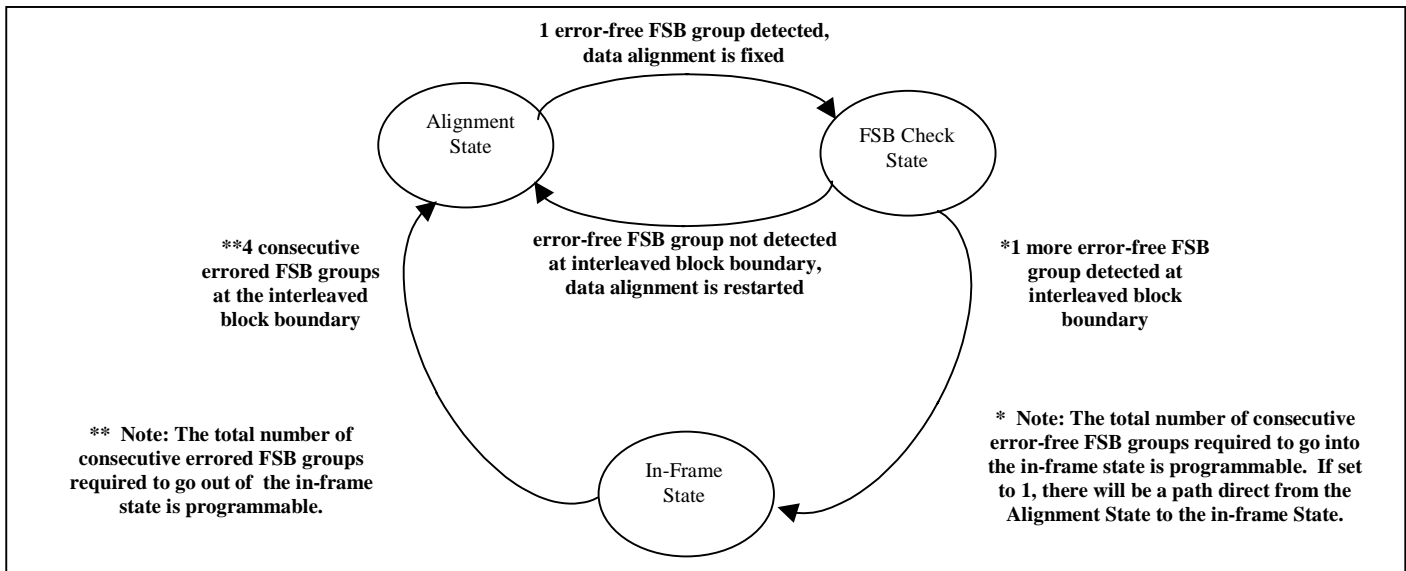 1 error-free FSB group detected,
data alignment is fixed
Alignment
State
FSB Check
State
**4 consecutive
errored FSB groups
at the interleaved
block boundary
error-free FSB group not detected
at interleaved block boundary,
data alignment is restarted
*1 more error-free FSB
group detected at
interleaved block
boundary
** Note: The total number of
consecutive errored FSB groups
required to go out of the in-frame
state is programmable.
In-Frame
State
* Note: The total number of consecutive
error-free FSB groups required to go into
the in-frame state is programmable. If set
to 1, there will be a path direct from the
Alignment State to the in-frame State.